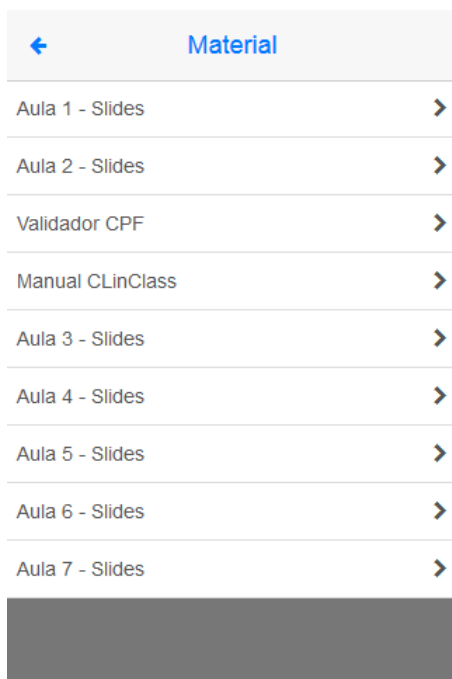 Material
Aula 1 - Slides
Aula 2 - Slides
Validador CPF
Manual CLinClass
Aula 3 - Slides
Aula 4 - Slides
Aula 5 - Slides
Aula 6 - Slides
Aula 7 - Slides